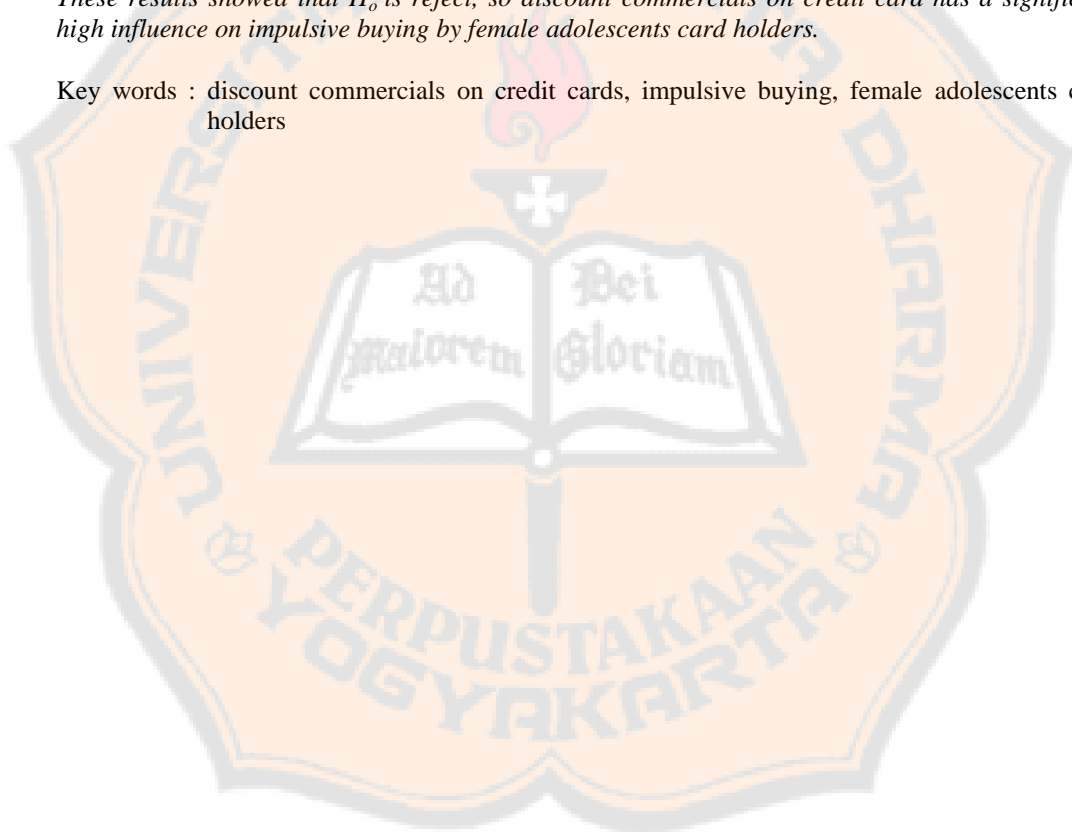 These results showed that Ho is reject, so discount commercials on credit card has a
high influence on impulsive buying by female adolescents card holders.
Key words : discount commercials on credit cards, impulsive buying, female adolescents
holders
Ad Dei
Maiorem Gloriam
DHARMA
PERPUSTAKAAN
YOGYAKARTA